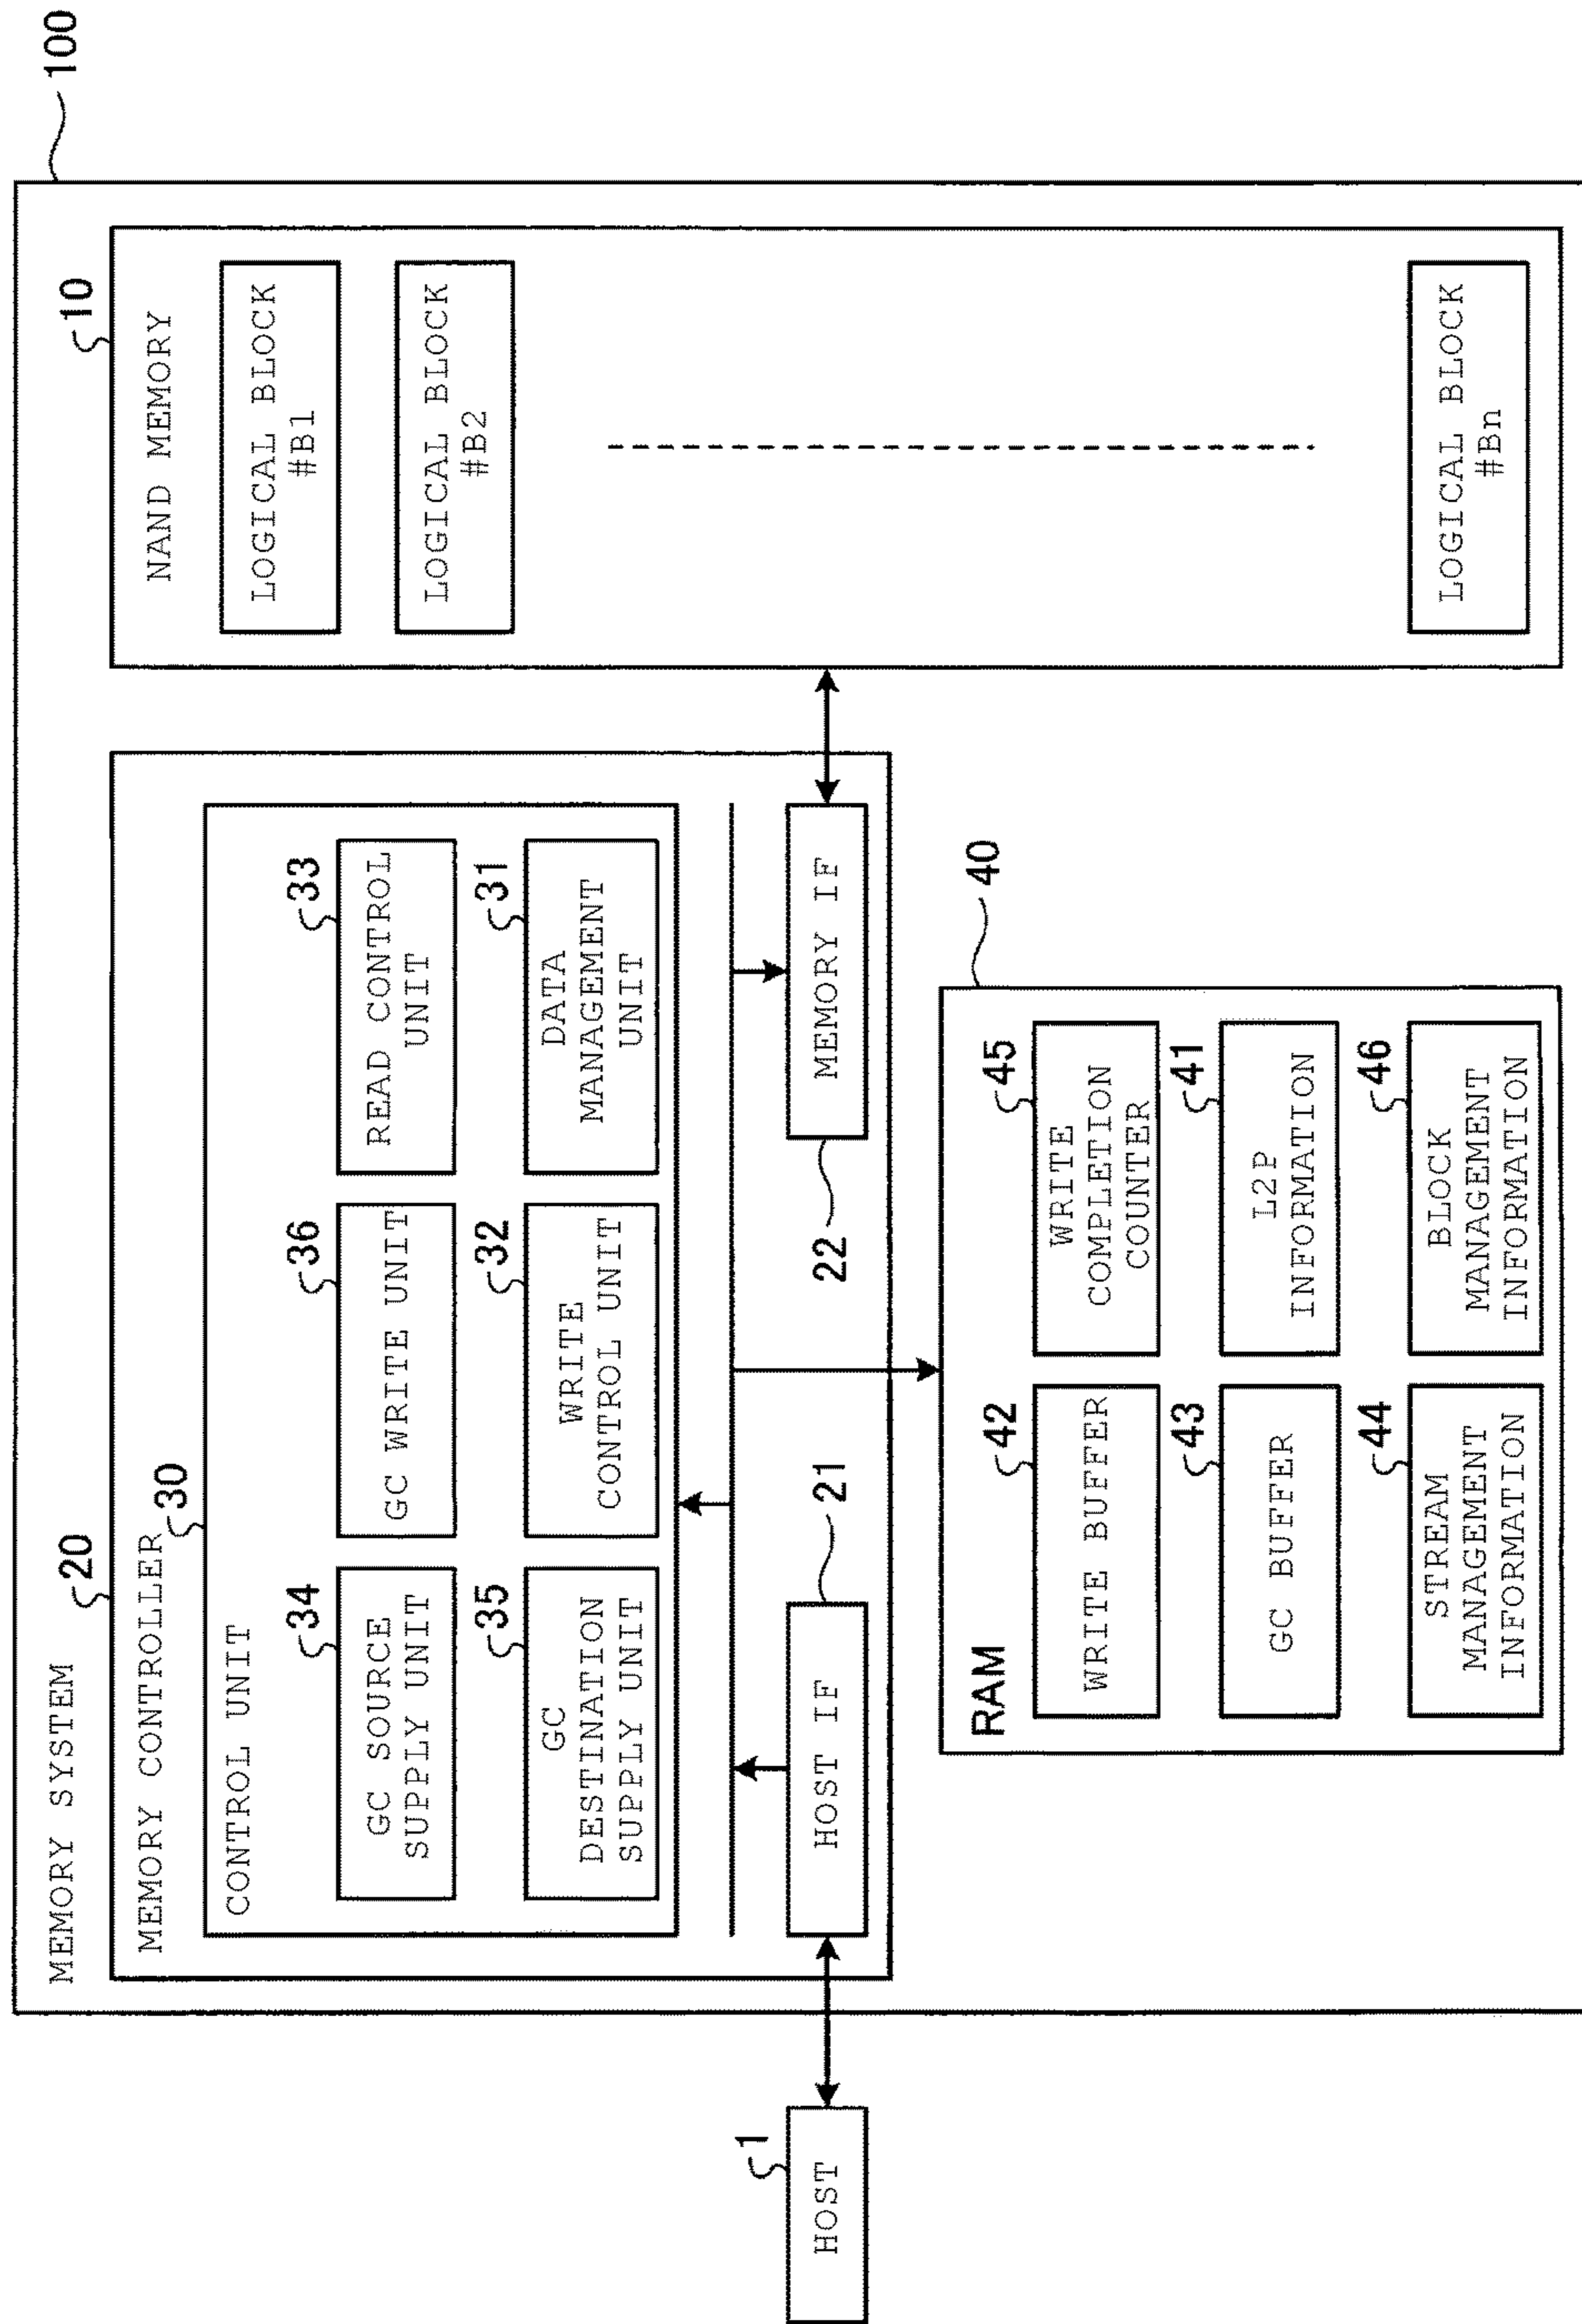 100
MEMORY SYSTEM
20
MEMORY CONTROLLER
30
CONTROL UNIT
34
GC SOURCE
SUPPLY UNIT
36
GC WRITE UNIT
33
READ CONTROL
UNIT
35
GC
DESTINATION
SUPPLY UNIT
32
WRITE
CONTROL UNIT
31
DATA
MANAGEMENT
UNIT
1
HOST
HOST IF
21
MEMORY IF
22
10
NAND MEMORY
LOGICAL BLOCK
#B1
LOGICAL BLOCK
#B2
LOGICAL BLOCK
#Bn
40
RAM
42
WRITE BUFFER
45
WRITE
COMPLETION
COUNTER
43
GC BUFFER
41
L2P
INFORMATION
44
STREAM
MANAGEMENT
INFORMATION
46
BLOCK
MANAGEMENT
INFORMATION